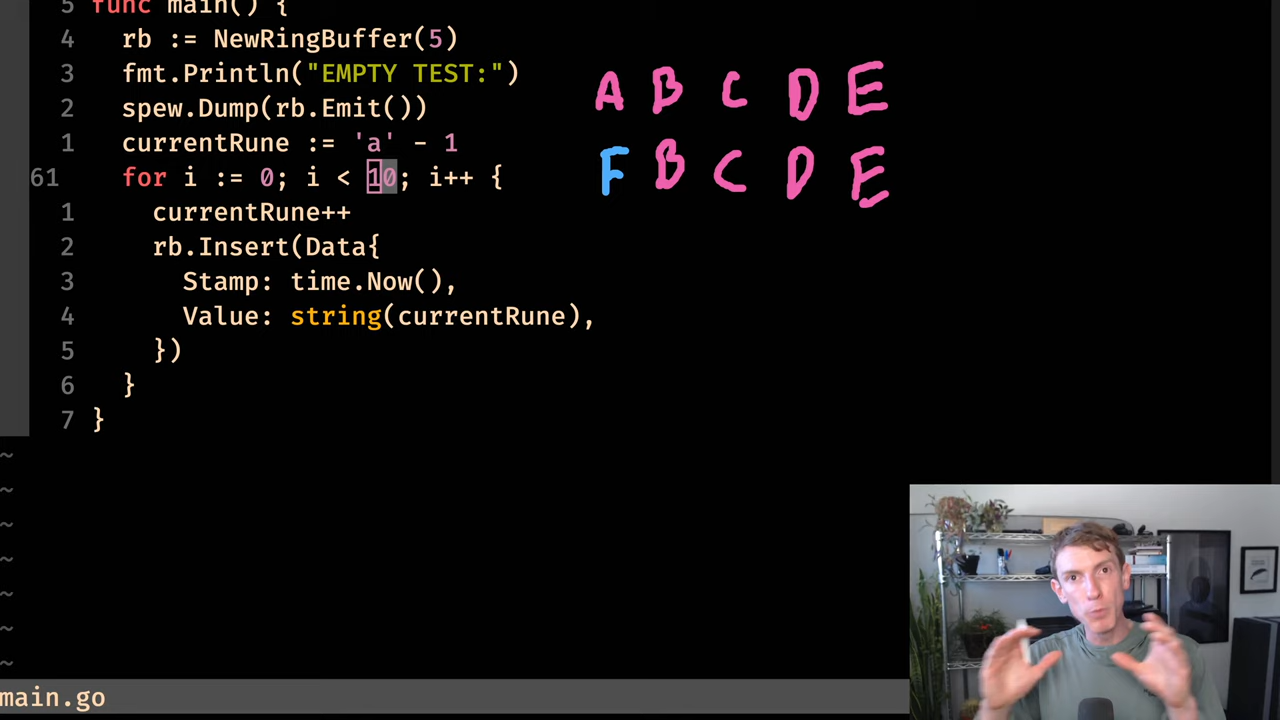 5 func main() {
4 rb := NewRingBuffer(5)
3 fmt.Println("EMPTY TEST:")
2 spew.Dump(rb.Emit())
1 currentRune := 'a' - 1
61 for i := 0; i < 10; i++ {
1 currentRune++
2 rb.Insert(Data{
3 Stamp: time.Now(),
4 Value: string(currentRune),
5 })
6 }
7 }
~
~
~
~
~
~
~
main.go
A B C D E
F B C D E